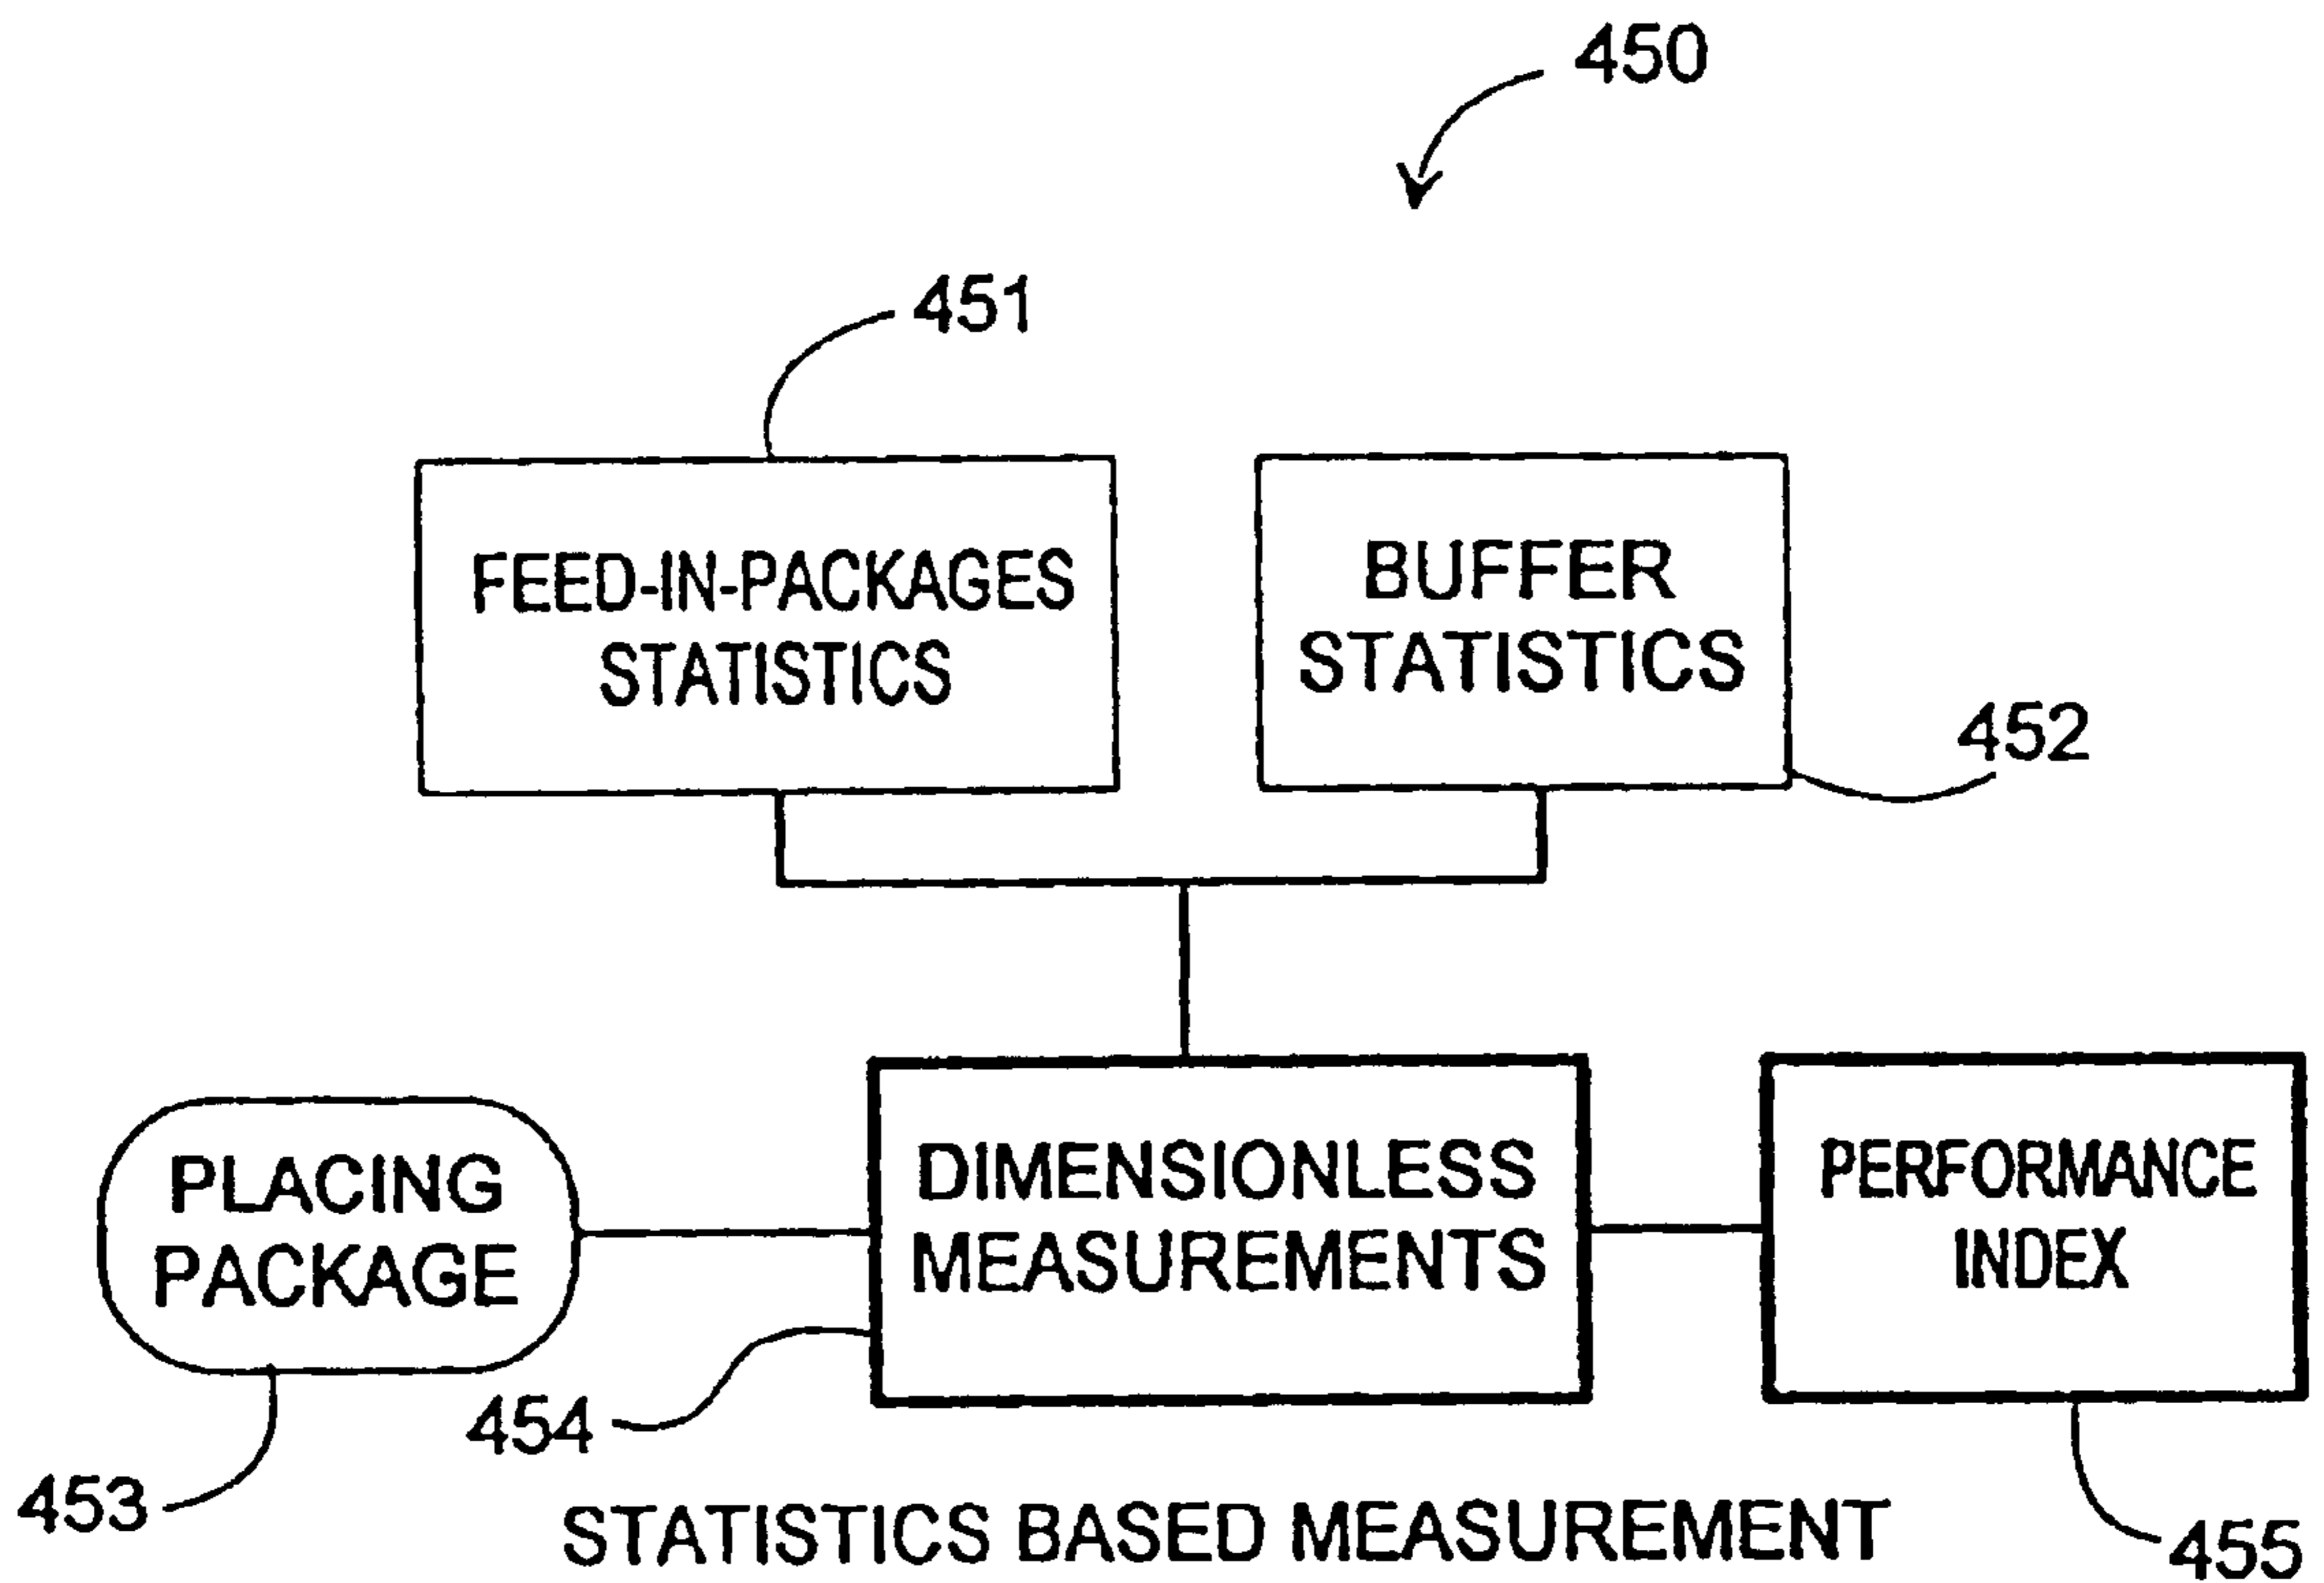 450
451
FEED-IN-PACKAGES
STATISTICS
BUFFER
STATISTICS
452
PLACING
PACKAGE
DIMENSIONLESS
MEASUREMENTS
PERFORMANCE
INDEX
454
453
STATISTICS BASED MEASUREMENT
455